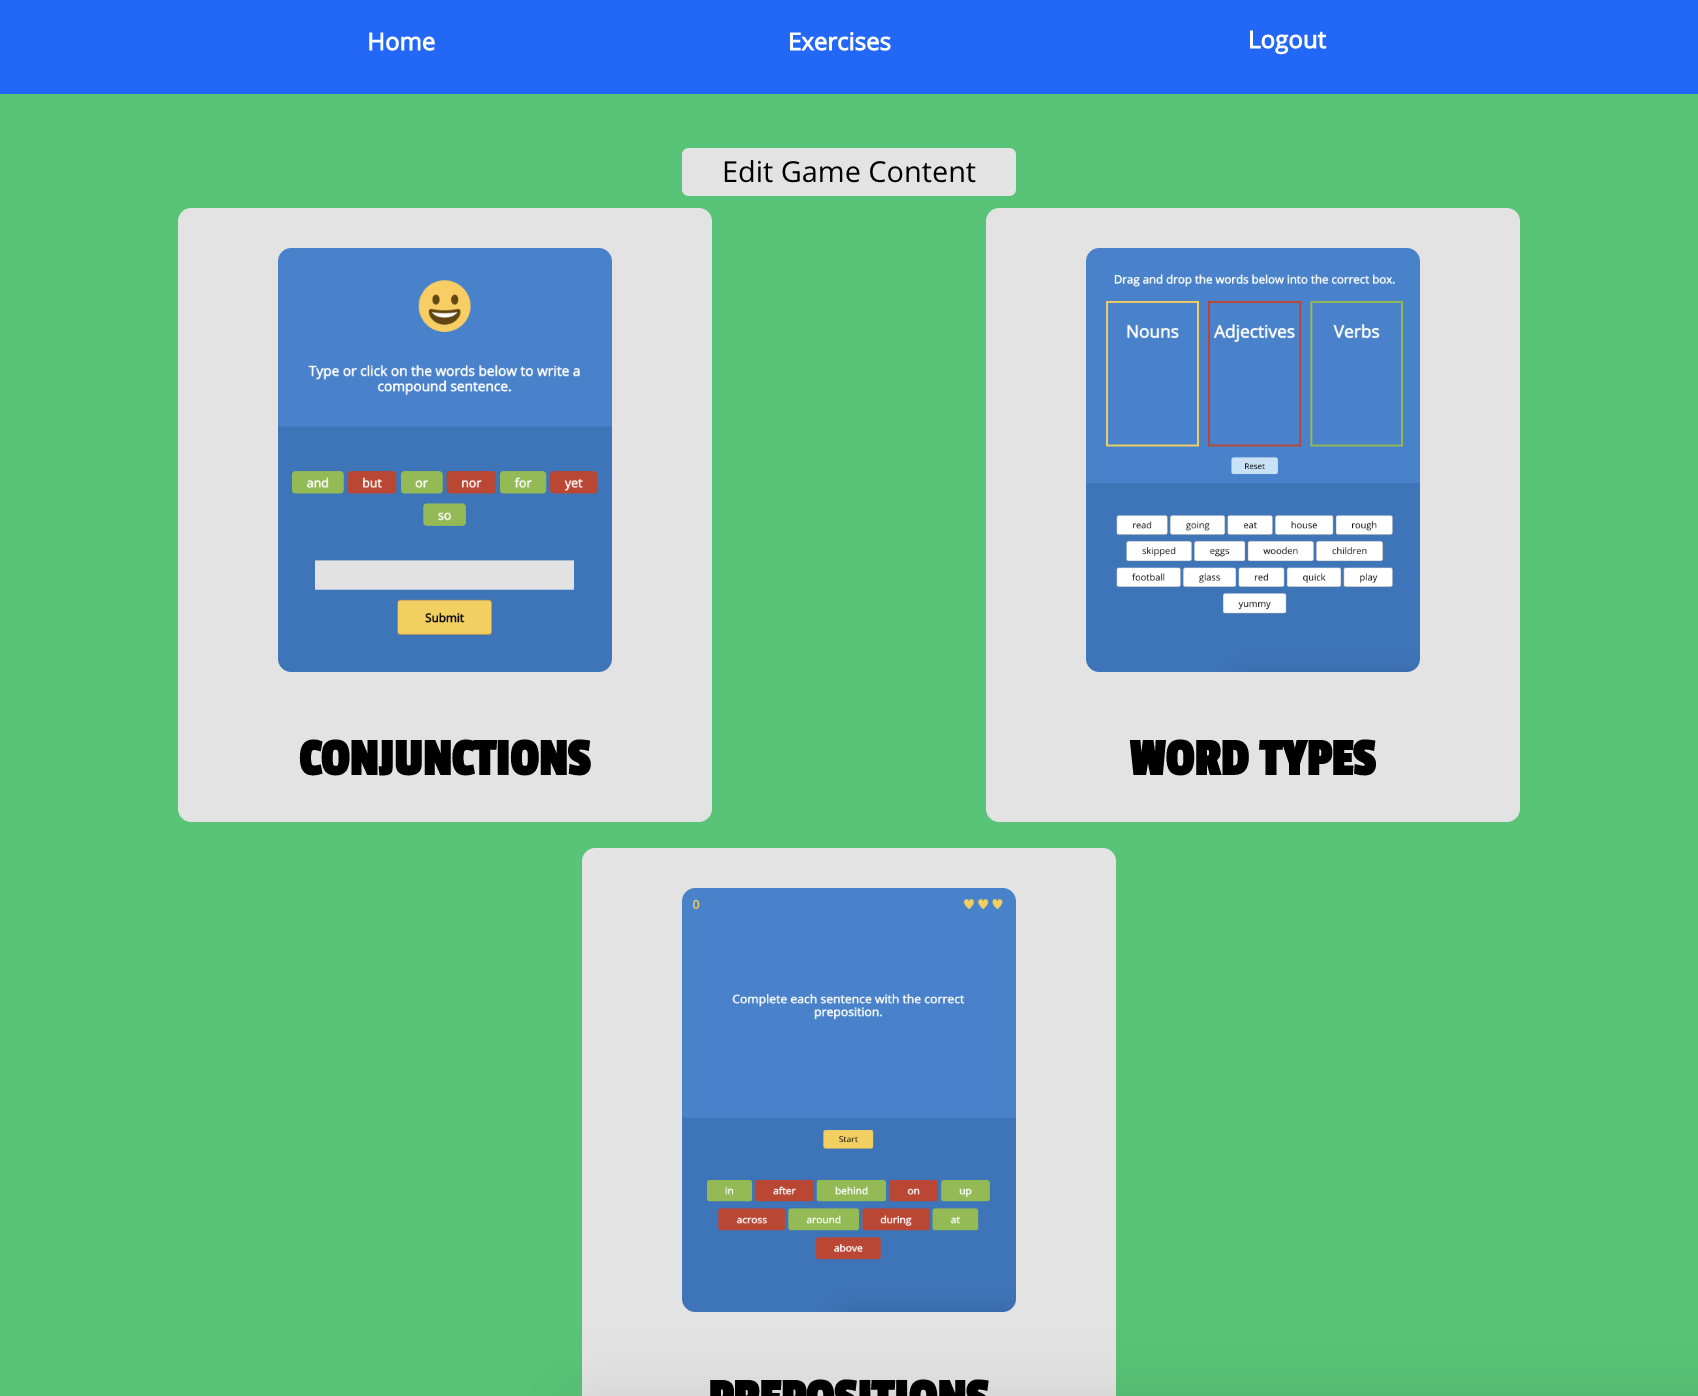 Home Exercises Logout
Edit Game Content
Type or click on the words below to write a
compound sentence.
and but or nor for yet
so
Submit
CONJUNCTIONS
Drag and drop the words below into the correct box.
Nouns Adjectives Verbs
Reset
read going eat house rough
skipped eggs wooden children
football glass red quick play
yummy
WORD TYPES
0
Complete each sentence with the correct
preposition.
Start
in after behind on up
across around during at
above
PREPOSITIONS